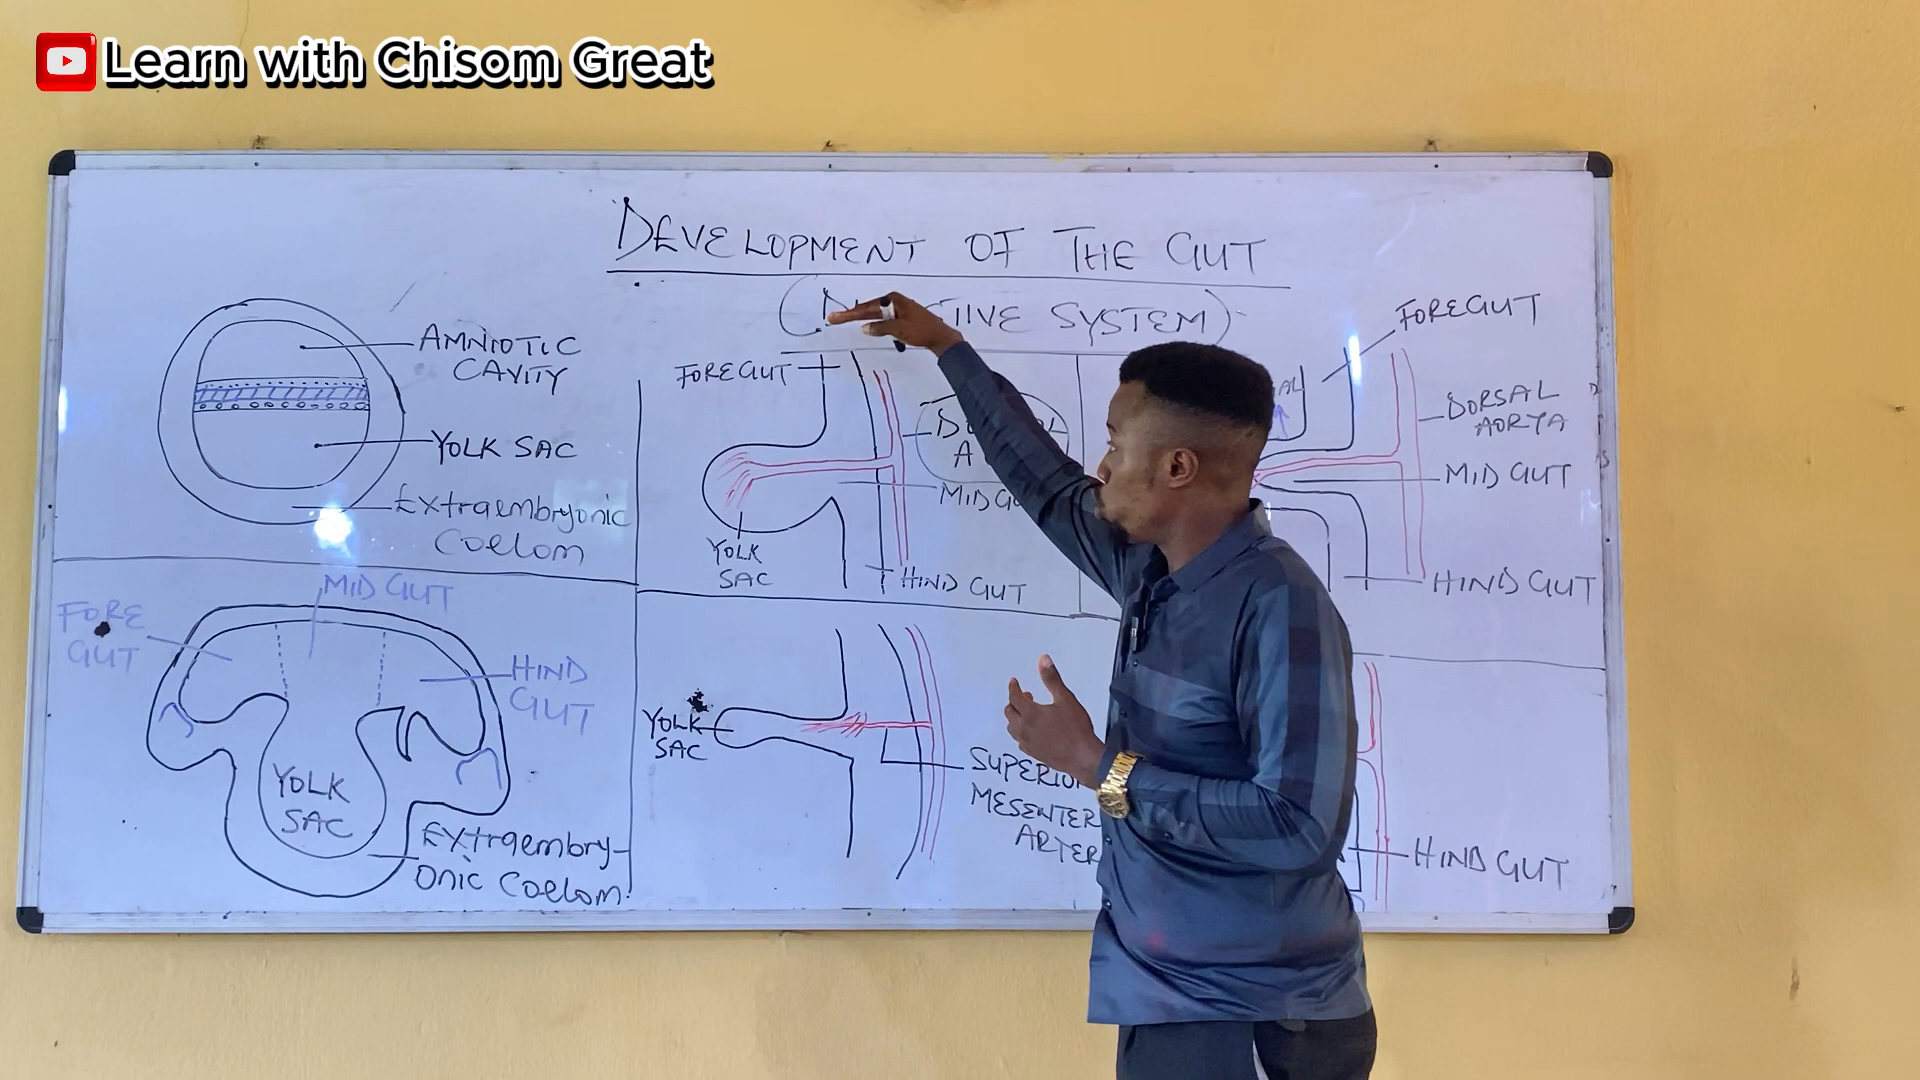 Learn with Chisom Great
DEVELOPMENT OF THE GUT
SYSTEM)
AMNIOTIC
CAVITY
YOLK SAC
Extraembryonic
Coelom
FOREGUT
YOLK
SAC
HIND GUT
FOREGUT
DORSAL
AORTA
MID GUT
HIND GUT
MID GUT
FORE
GUT
HIND
GUT
YOLK
SAC
Extraembry-
onic Coelom
YOLK
SAC
HIND GUT